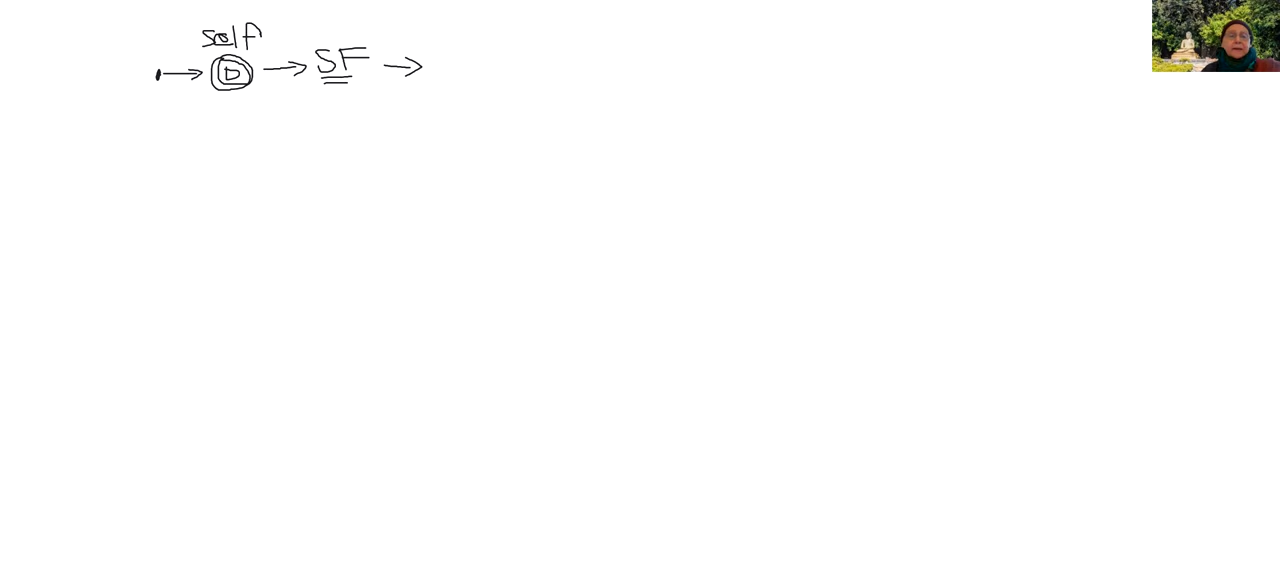 self
→ D → SF →